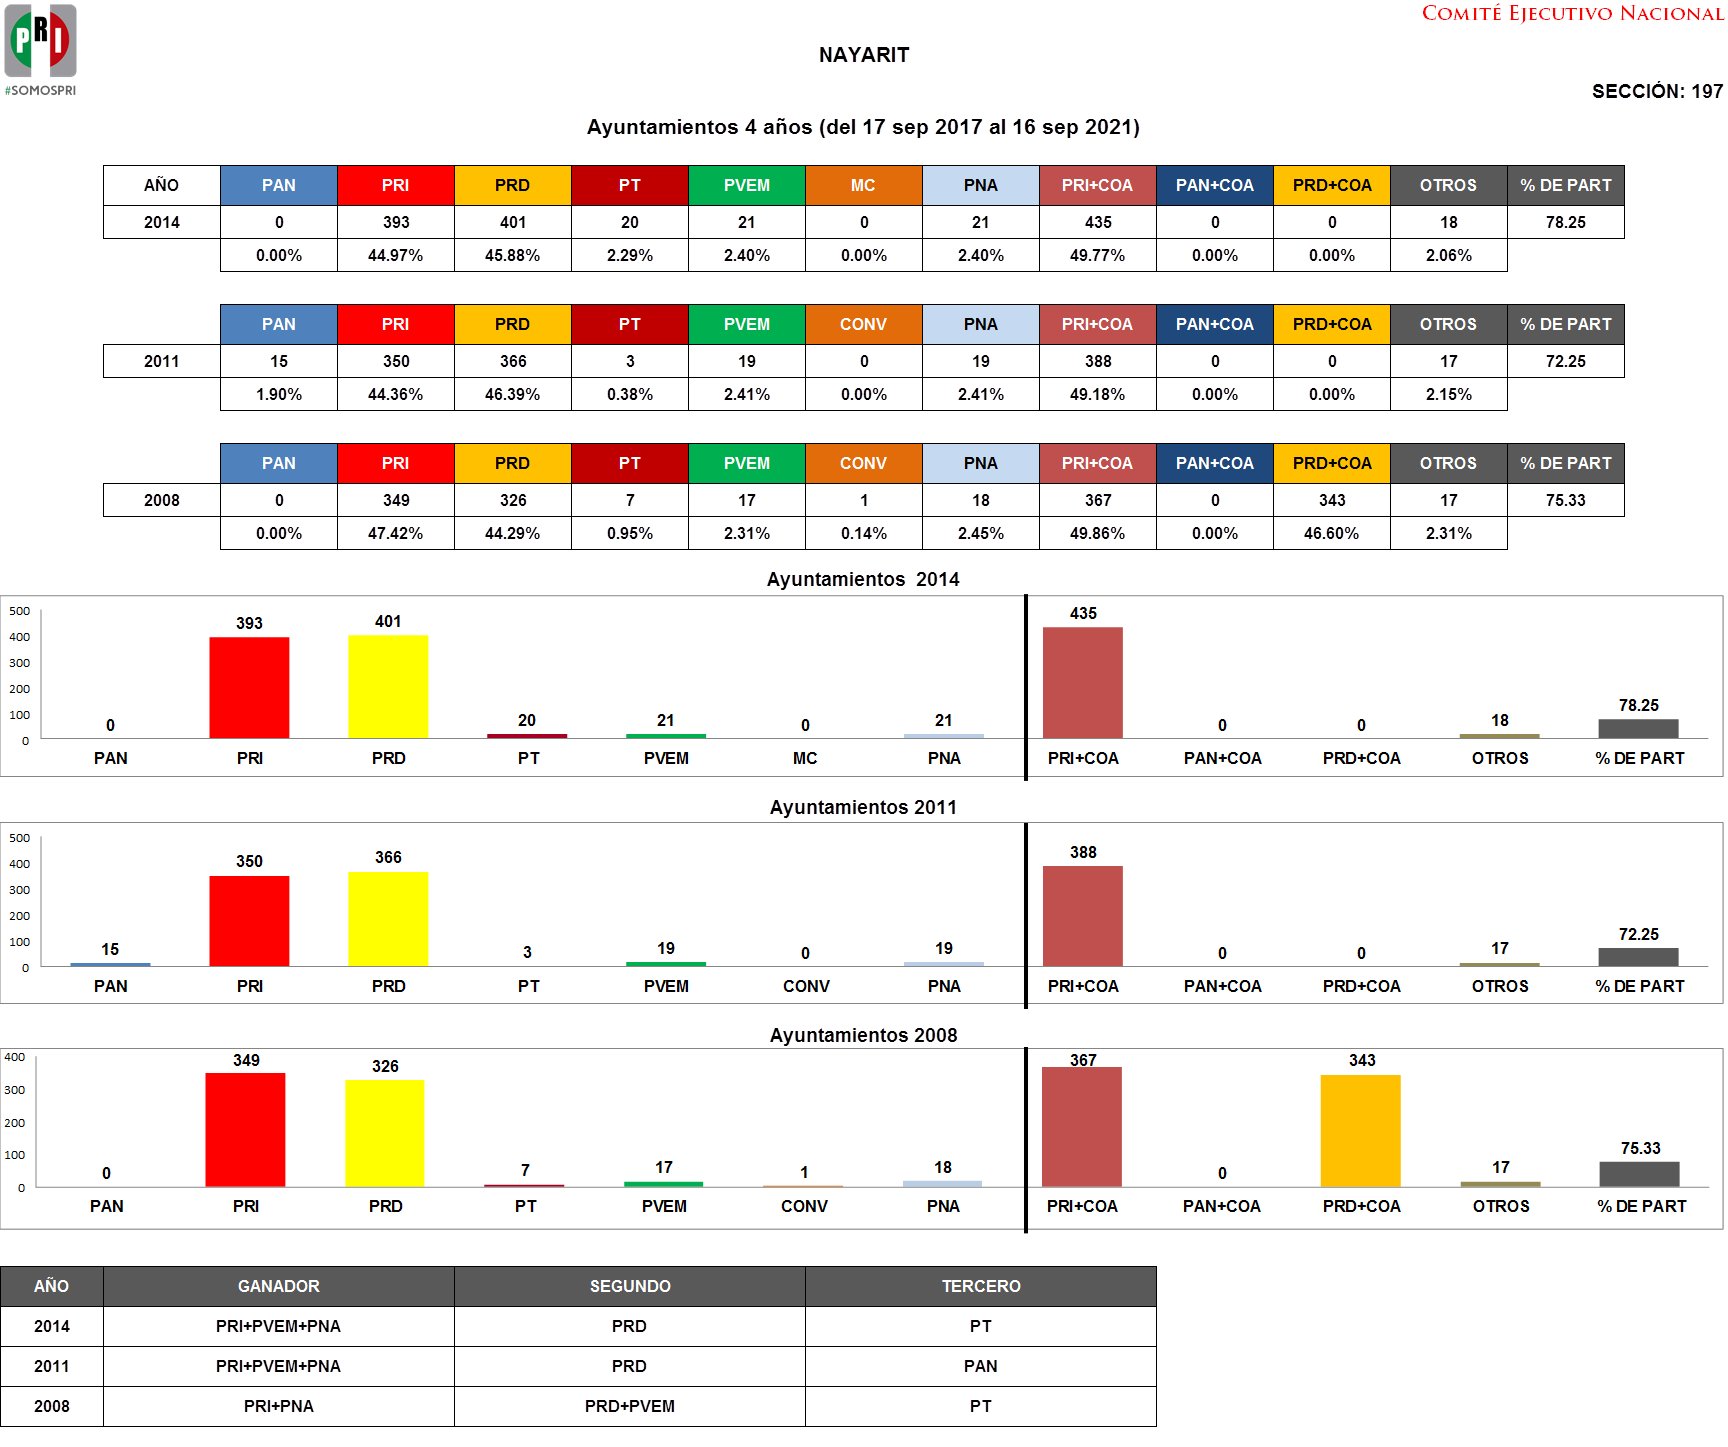 PRI
#SOMOSPRI
COMITÉ EJECUTIVO NACIONAL
NAYARIT
SECCIÓN: 197
Ayuntamientos 4 años (del 17 sep 2017 al 16 sep 2021)
AÑO PAN PRI PRD PT PVEM MC PNA PRI+COA PAN+COA PRD+COA OTROS % DE PART
2014 0 393 401 20 21 0 21 435 0 0 18 78.25
0.00% 44.97% 45.88% 2.29% 2.40% 0.00% 2.40% 49.77% 0.00% 0.00% 2.06%
PAN PRI PRD PT PVEM CONV PNA PRI+COA PAN+COA PRD+COA OTROS % DE PART
2011 15 350 366 3 19 0 19 388 0 0 17 72.25
1.90% 44.36% 46.39% 0.38% 2.41% 0.00% 2.41% 49.18% 0.00% 0.00% 2.15%
PAN PRI PRD PT PVEM CONV PNA PRI+COA PAN+COA PRD+COA OTROS % DE PART
2008 0 349 326 7 17 1 18 367 0 343 17 75.33
0.00% 47.42% 44.29% 0.95% 2.31% 0.14% 2.45% 49.86% 0.00% 46.60% 2.31%
Ayuntamientos 2014
500
400
300
200
100
0
0 393 401 20 21 0 21 435 0 0 18 78.25
PAN PRI PRD PT PVEM MC PNA PRI+COA PAN+COA PRD+COA OTROS % DE PART
Ayuntamientos 2011
500
400
300
200
100
0
15 350 366 3 19 0 19 388 0 0 17 72.25
PAN PRI PRD PT PVEM CONV PNA PRI+COA PAN+COA PRD+COA OTROS % DE PART
Ayuntamientos 2008
400
300
200
100
0
0 349 326 7 17 1 18 367 0 343 17 75.33
PAN PRI PRD PT PVEM CONV PNA PRI+COA PAN+COA PRD+COA OTROS % DE PART
AÑO GANADOR SEGUNDO TERCERO
2014 PRI+PVEM+PNA PRD PT
2011 PRI+PVEM+PNA PRD PAN
2008 PRI+PNA PRD+PVEM PT